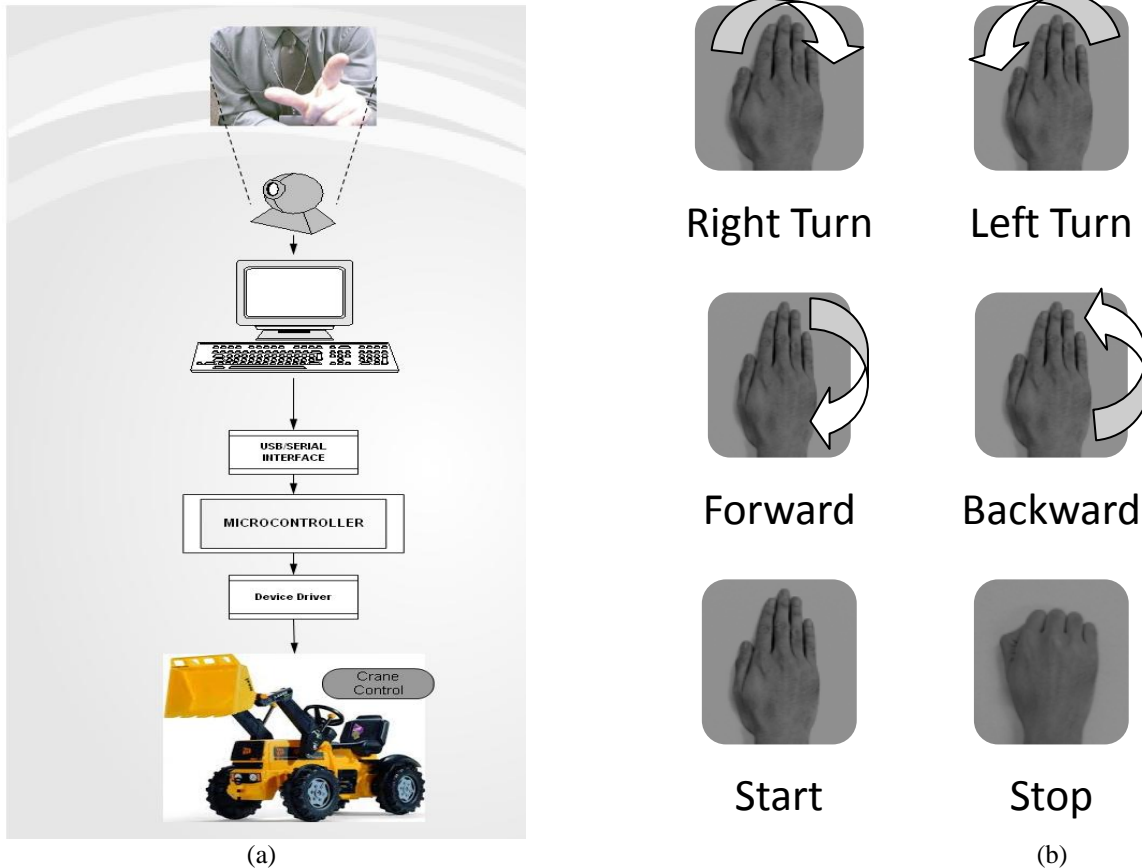 USB/SERIAL
INTERFACE
MICROCONTROLLER
Device Driver
Crane
Control
(a)
Right Turn
Left Turn
Forward
Backward
Start
Stop
(b)